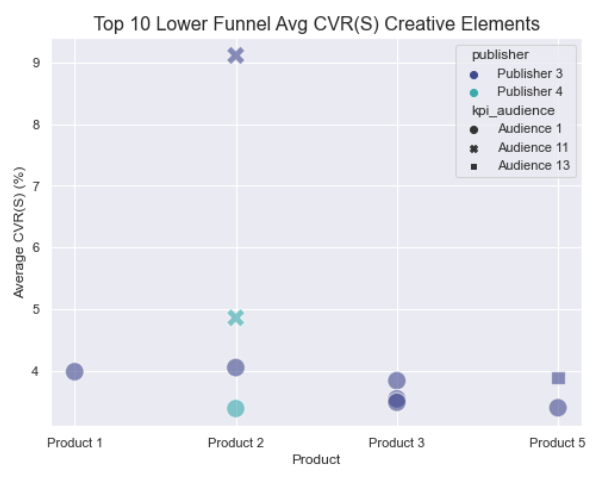 Top 10 Lower Funnel Avg CVR(S) Creative Elements
publisher
Publisher 3
Publisher 4
kpi_audience
Audience 1
Audience 11
Audience 13
Average CVR(S) (%)
9
8
7
6
5
4
Product 1
Product 2
Product 3
Product 5
Product